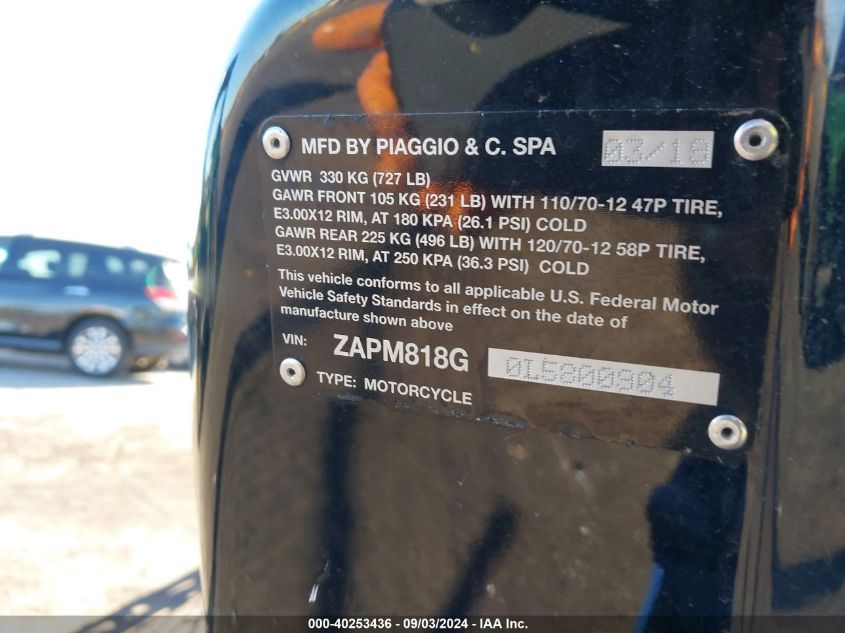 MFD BY PIAGGIO & C. SPA 03/19
GVWR 330 KG (727 LB)
GAWR FRONT 105 KG (231 LB) WITH 110/70-12 47P TIRE,
E3.00X12 RIM, AT 180 KPA (26.1 PSI) COLD
GAWR REAR 225 KG (496 LB) WITH 120/70-12 58P TIRE,
E3.00X12 RIM, AT 250 KPA (36.3 PSI) COLD
This vehicle conforms to all applicable U.S. Federal Motor
Vehicle Safety Standards in effect on the date of
manufacture shown above
VIN: ZAPM818G 0L5800904
TYPE: MOTORCYCLE
000-40253436 - 09/03/2024 - IAA Inc.